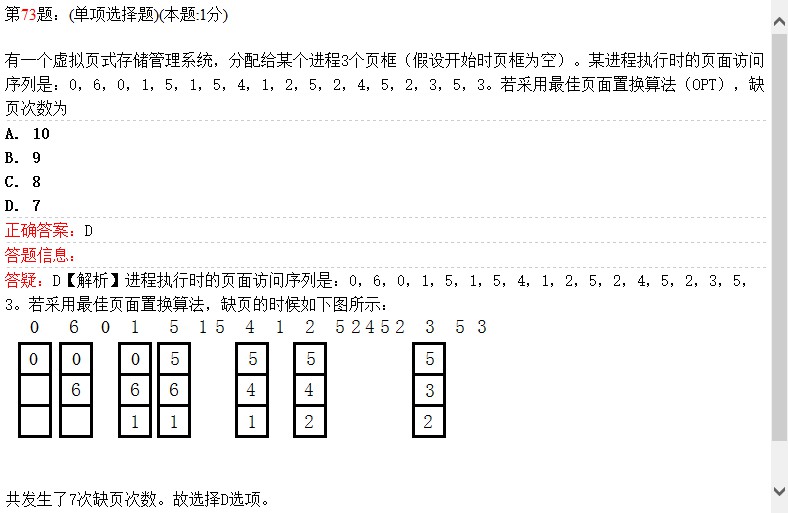 第73题：(单项选择题)(本题:1分)
有一个虚拟页式存储管理系统，分配给某个进程3个页框（假设开始时页框为空）。某进程执行时的页面访问
序列是：0，6，0，1，5，1，5，4，1，2，5，2，4，5，2，3，5，3。若采用最佳页面置换算法（OPT），缺
页次数为
A. 10
B. 9
C. 8
D. 7
正确答案：D
答题信息：
答疑：D【解析】进程执行时的页面访问序列是：0，6，0，1，5，1，5，4，1，2，5，2，4，5，2，3，5，
3。若采用最佳页面置换算法，缺页的时候如下图所示：
0 6 0 1 5 1 5 4 1 2 5 2 4 5 2 3 5 3
0 0 0 5 5 5 5
6 6 6 4 4 3
1 1 1 2 2
共发生了7次缺页次数。故选择D选项。